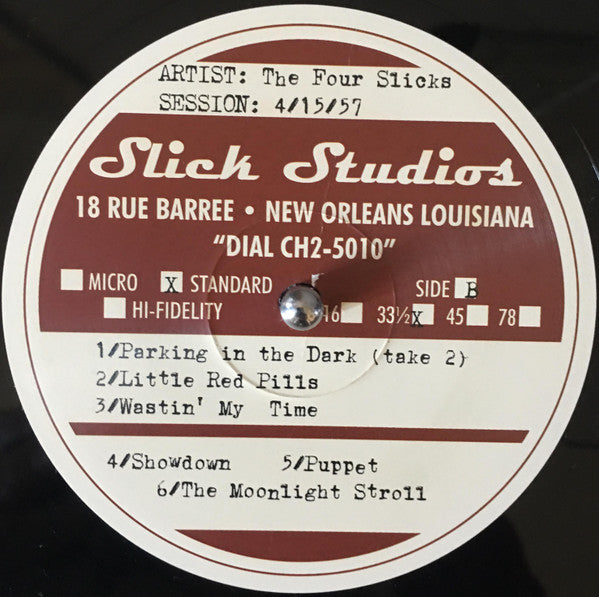 ARTIST: The Four Slicks
SESSION: 4/15/57
Slick Studios
18 RUE BARREE • NEW ORLEANS LOUISIANA
"DIAL CH2-5010"
MICRO X STANDARD SIDE B
HI-FIDELITY 16 33½ X 45 78
1/Parking in the Dark (take 2)
2/Little Red Pills
3/Wastin' My Time
4/Showdown 5/Puppet
6/The Moonlight Stroll